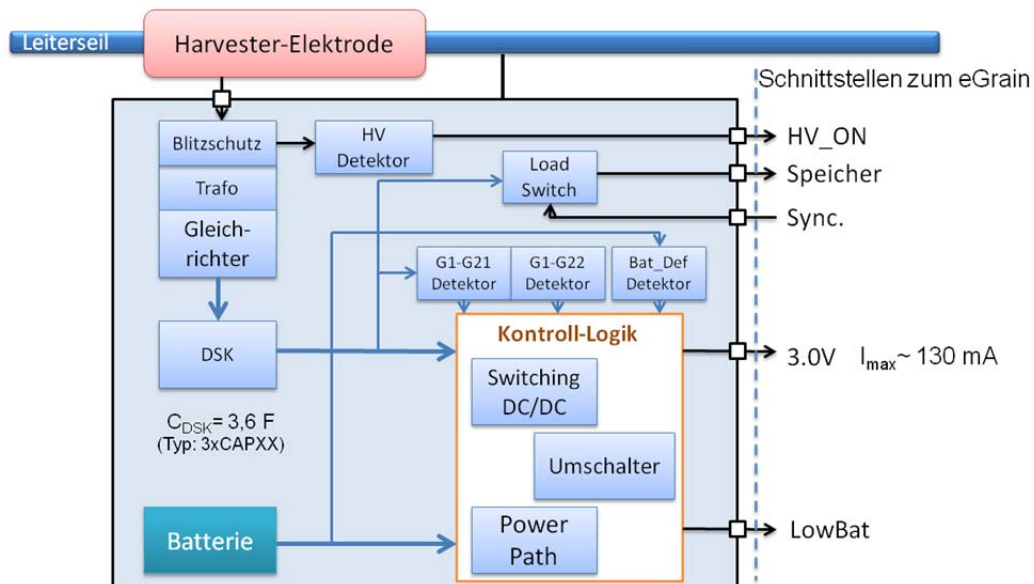 Leiterseil
Harvester-Elektrode
Schnittstellen zum eGrain
Blitzschutz
HV
Detektor
HV_ON
Load
Switch
Speicher
Trafo
Sync.
Gleich-
richter
G1-G21
Detektor
G1-G22
Detektor
Bat_Def
Detektor
Kontroll-Logik
DSK
3.0V Imax~ 130 mA
Switching
DC/DC
CDSK= 3,6 F
(Typ: 3xCAPXX)
Umschalter
Batterie
Power
Path
LowBat